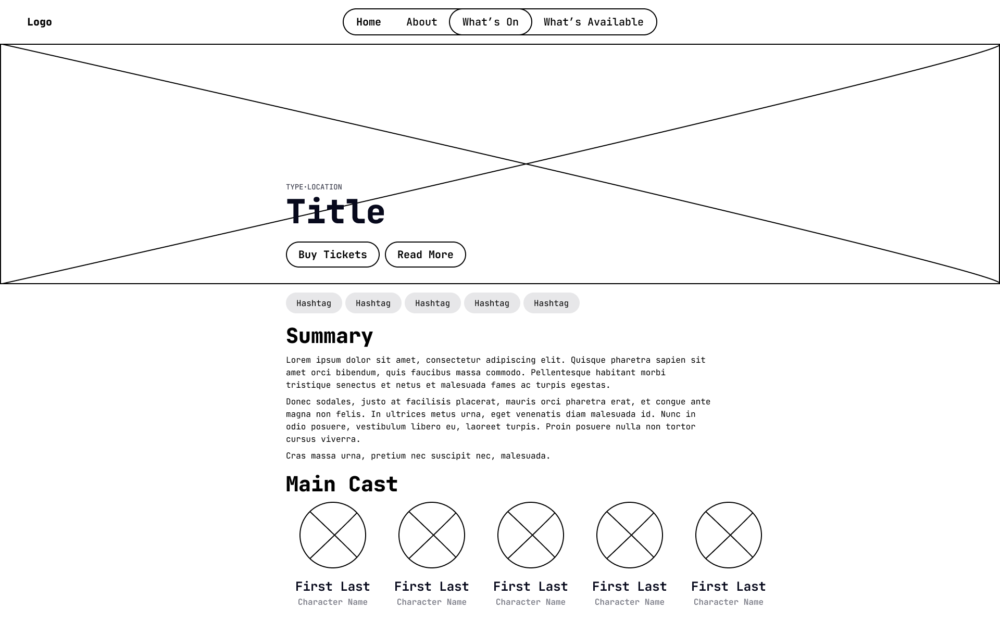 Logo
Home About What’s On What’s Available
TYPE·LOCATION
Title
Buy Tickets Read More
Hashtag Hashtag Hashtag Hashtag Hashtag
Summary
Lorem ipsum dolor sit amet, consectetur adipiscing elit. Quisque pharetra sapien sit
amet orci bibendum, quis faucibus massa commodo. Pellentesque habitant morbi
tristique senectus et netus et malesuada fames ac turpis egestas.
Donec sodales, justo at facilisis placerat, mauris orci pharetra erat, et congue ante
magna non felis. In ultrices metus urna, eget venenatis diam malesuada id. Nunc in
odio posuere, vestibulum libero eu, laoreet turpis. Proin posuere nulla non tortor
cursus viverra.
Cras massa urna, pretium nec suscipit nec, malesuada.
Main Cast
First Last First Last First Last First Last First Last
Character Name Character Name Character Name Character Name Character Name